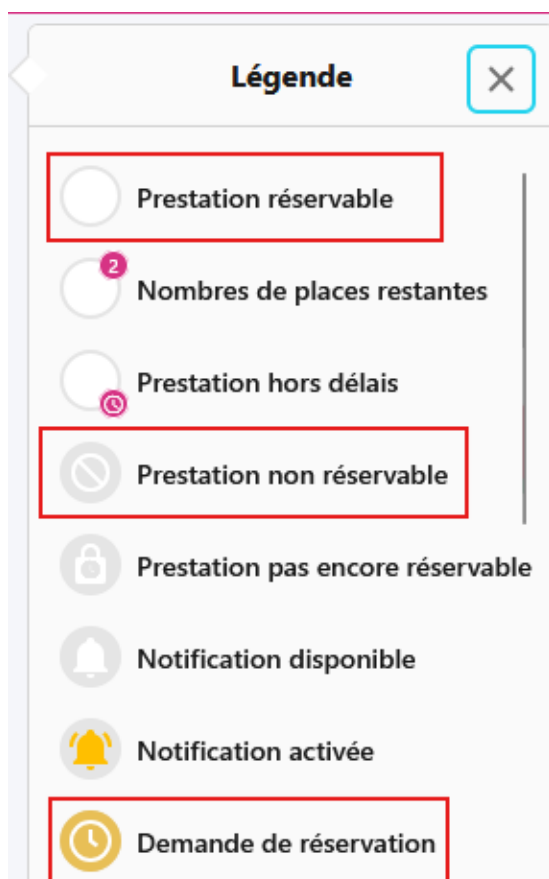 Légende
Prestation réservable
2
Nombres de places restantes
Prestation hors délais
Prestation non réservable
Prestation pas encore réservable
Notification disponible
Notification activée
Demande de réservation